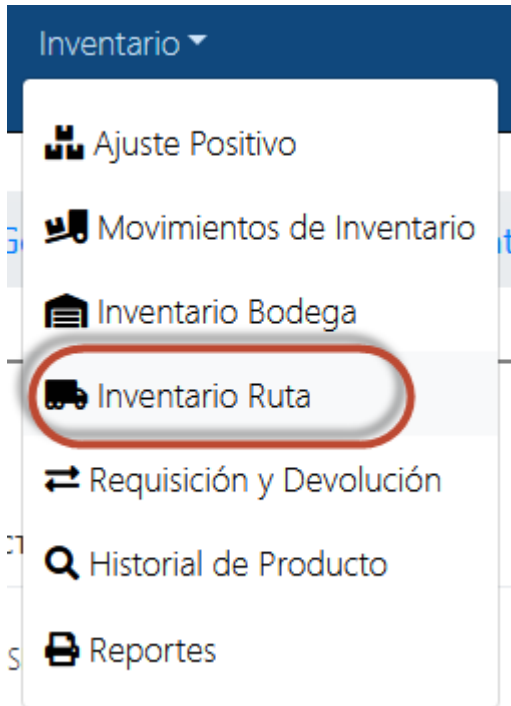 Inventario
Ajuste Positivo
Movimientos de Inventario
Inventario Bodega
Inventario Ruta
Requisición y Devolución
Historial de Producto
Reportes